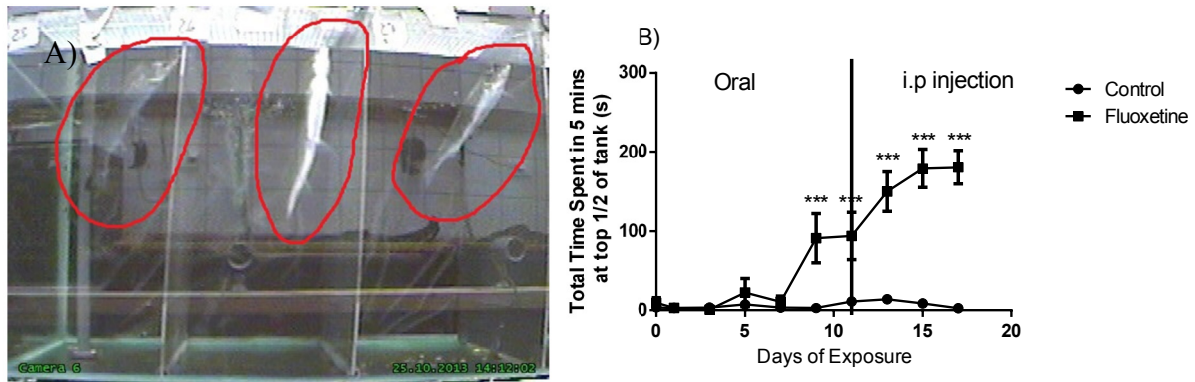 A)
Camera 6
25.10.2013 14:12:02
B)
Oral
i.p injection
Control
Fluoxetine
Total Time Spent in 5 mins
at top 1/2 of tank (s)
300
200
100
0
*** *** *** *** ***
0 5 10 15 20
Days of Exposure